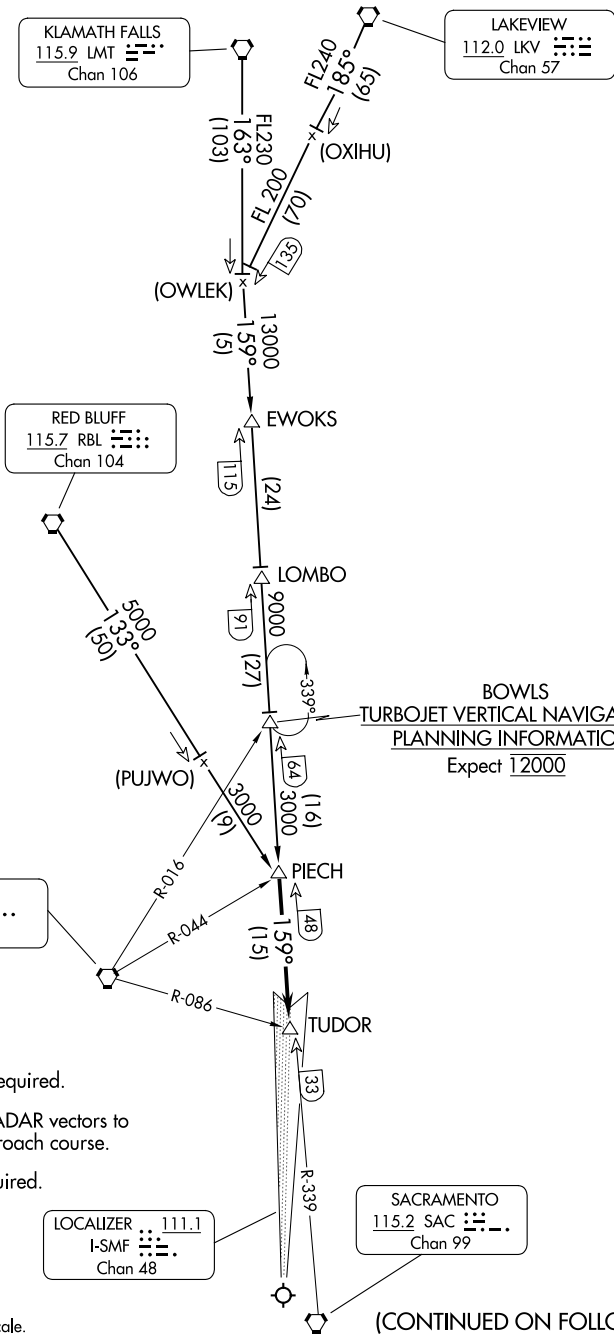 KLAMATH FALLS
115.9 LMT
Chan 106
LAKEVIEW
112.0 LKV
Chan 57
FL240
185°
(65)
(OXIHU)
FL230
163°
(103)
FL 200
(70)
135
(OWLEK)
13000
159°
(5)
RED BLUFF
115.7 RBL
Chan 104
EWOKS
115
(24)
LOMBO
91
9000
(27)
5000
133°
(50)
339°
BOWLS
TURBOJET VERTICAL NAVIGA
PLANNING INFORMATIO
Expect 12000
(PUJWO)
64
3000
(16)
3000
(9)
R-016
PIECH
R-044
48
159°
(15)
R-086
TUDOR
33
equired.
ADAR vectors to
roach course.
uired.
R-339
LOCALIZER 111.1
I-SMF
Chan 48
SACRAMENTO
115.2 SAC
Chan 99
cale.
(CONTINUED ON FOLLO